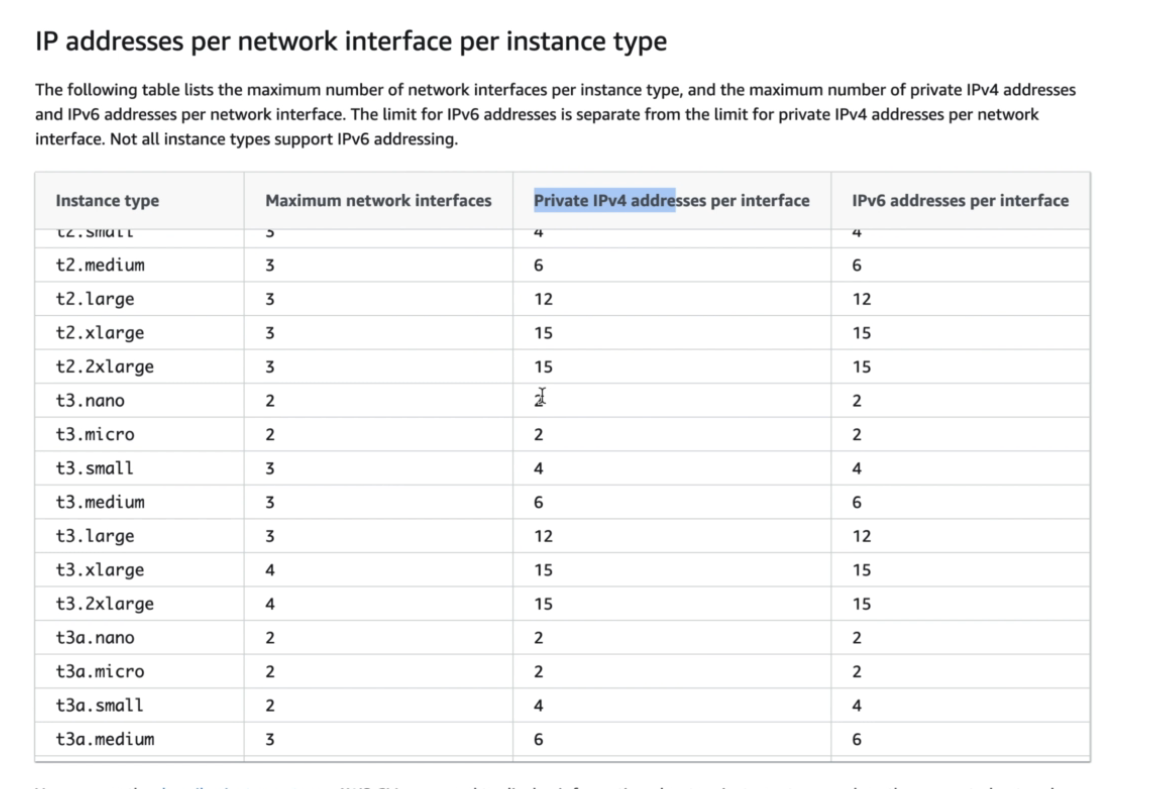 IP addresses per network interface per instance type
The following table lists the maximum number of network interfaces per instance type, and the maximum number of private IPv4 addresses
and IPv6 addresses per network interface. The limit for IPv6 addresses is separate from the limit for private IPv4 addresses per network
interface. Not all instance types support IPv6 addressing.
Instance type Maximum network interfaces Private IPv4 addresses per interface IPv6 addresses per interface
t2.small 3 4 4
t2.medium 3 6 6
t2.large 3 12 12
t2.xlarge 3 15 15
t2.2xlarge 3 15 15
t3.nano 2 2 2
t3.micro 2 2 2
t3.small 3 4 4
t3.medium 3 6 6
t3.large 3 12 12
t3.xlarge 4 15 15
t3.2xlarge 4 15 15
t3a.nano 2 2 2
t3a.micro 2 2 2
t3a.small 2 4 4
t3a.medium 3 6 6